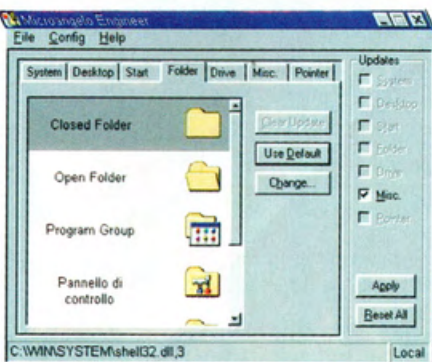 Microangelo Engineer
File Config Help
System Desktop Start Folder Drive Misc. Pointer
Closed Folder
Open Folder
Program Group
Pannello di
controllo
Clear Update
Use Default
Change...
Updates
System
Desktop
Start
Folder
Drive
Misc.
Pointer
Apply
Reset All
C:\WIN\SYSTEM\shell32.dll,3
Local